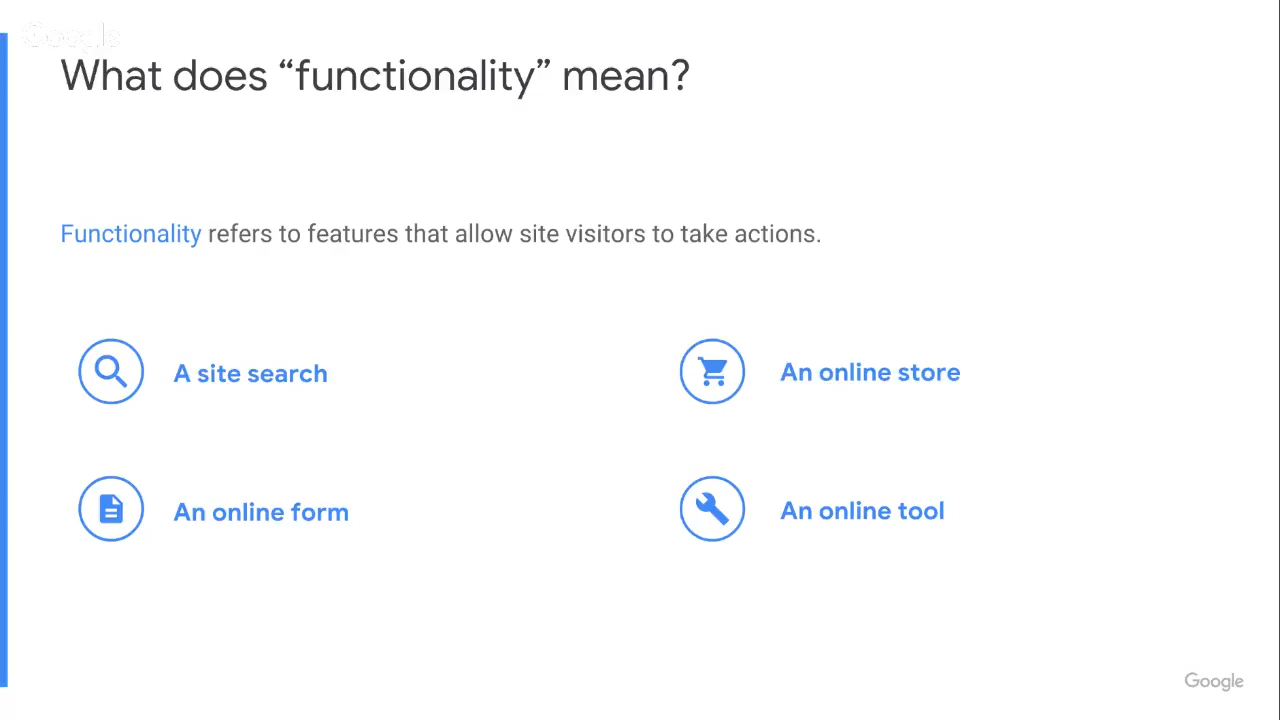 Google
What does “functionality” mean?
Functionality refers to features that allow site visitors to take actions.
A site search
An online store
An online form
An online tool
Google